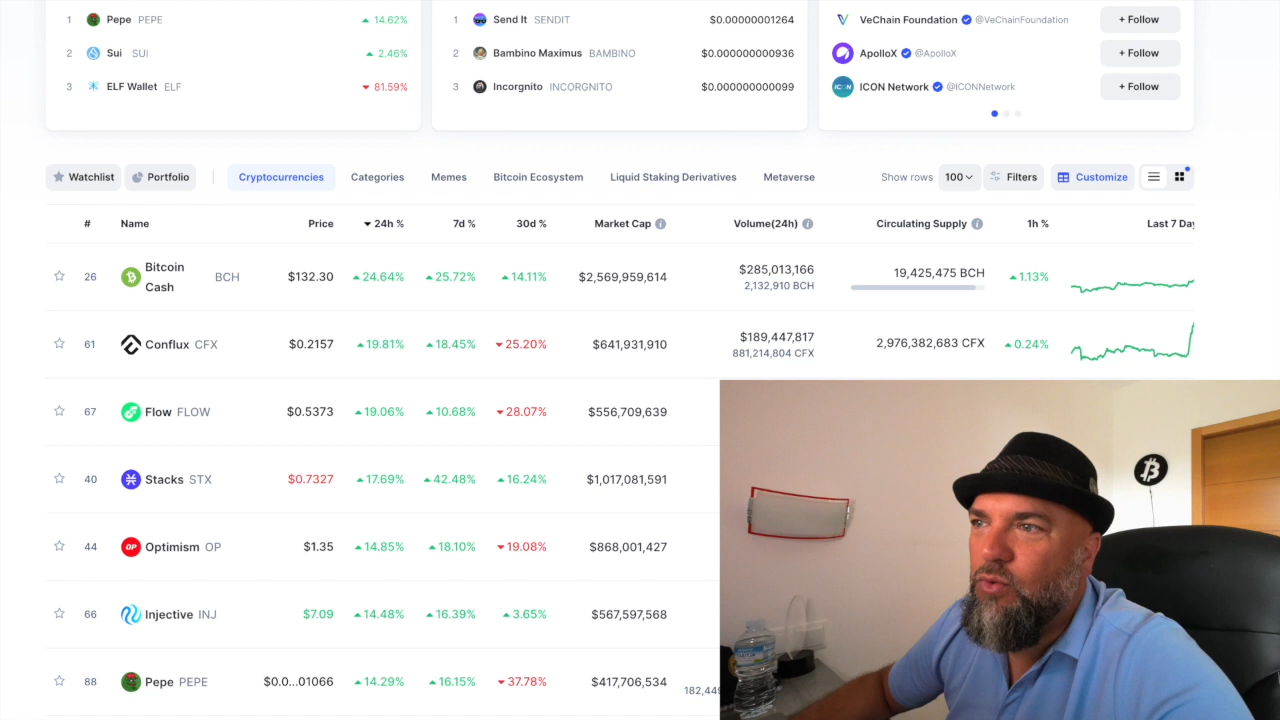 1 Pepe PEPE 14.62%
2 Sui SUI 2.46%
3 ELF Wallet ELF 81.59%
1 Send It SENDIT $0.00000001264
2 Bambino Maximus BAMBINO $0.000000000936
3 Incorgnito INCORGNITO $0.000000000099
VeChain Foundation @VeChainFoundation + Follow
ApolloX @ApolloX + Follow
ICON Network @ICONNetwork + Follow
Watchlist Portfolio Cryptocurrencies Categories Memes Bitcoin Ecosystem Liquid Staking Derivatives Metaverse Show rows 100 Filters Customize
# Name Price 24h % 7d % 30d % Market Cap Volume(24h) Circulating Supply 1h % Last 7 Day
26 Bitcoin Cash BCH $132.30 24.64% 25.72% 14.11% $2,569,959,614 $285,013,166 19,425,475 BCH 1.13%
2,132,910 BCH
61 Conflux CFX $0.2157 19.81% 18.45% 25.20% $641,931,910 $189,447,817 2,976,382,683 CFX 0.24%
881,214,804 CFX
67 Flow FLOW $0.5373 19.06% 10.68% 28.07% $556,709,639
40 Stacks STX $0.7327 17.69% 42.48% 16.24% $1,017,081,591
44 OP Optimism OP $1.35 14.85% 18.10% 19.08% $868,001,427
66 Injective INJ $7.09 14.48% 16.39% 3.65% $567,597,568
88 Pepe PEPE $0.0...01066 14.29% 16.15% 37.78% $417,706,534
182,449